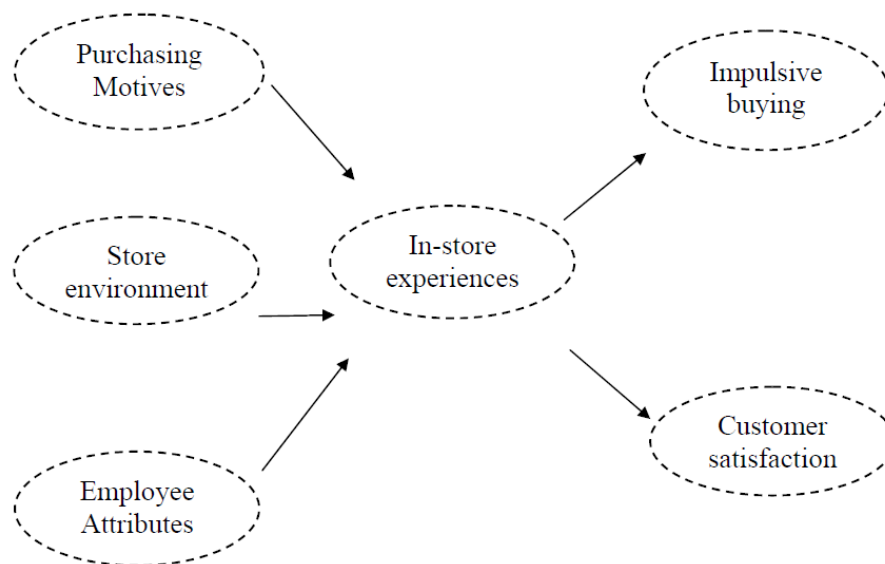 Purchasing
Motives
Impulsive
buying
Store
environment
In-store
experiences
Customer
satisfaction
Employee
Attributes